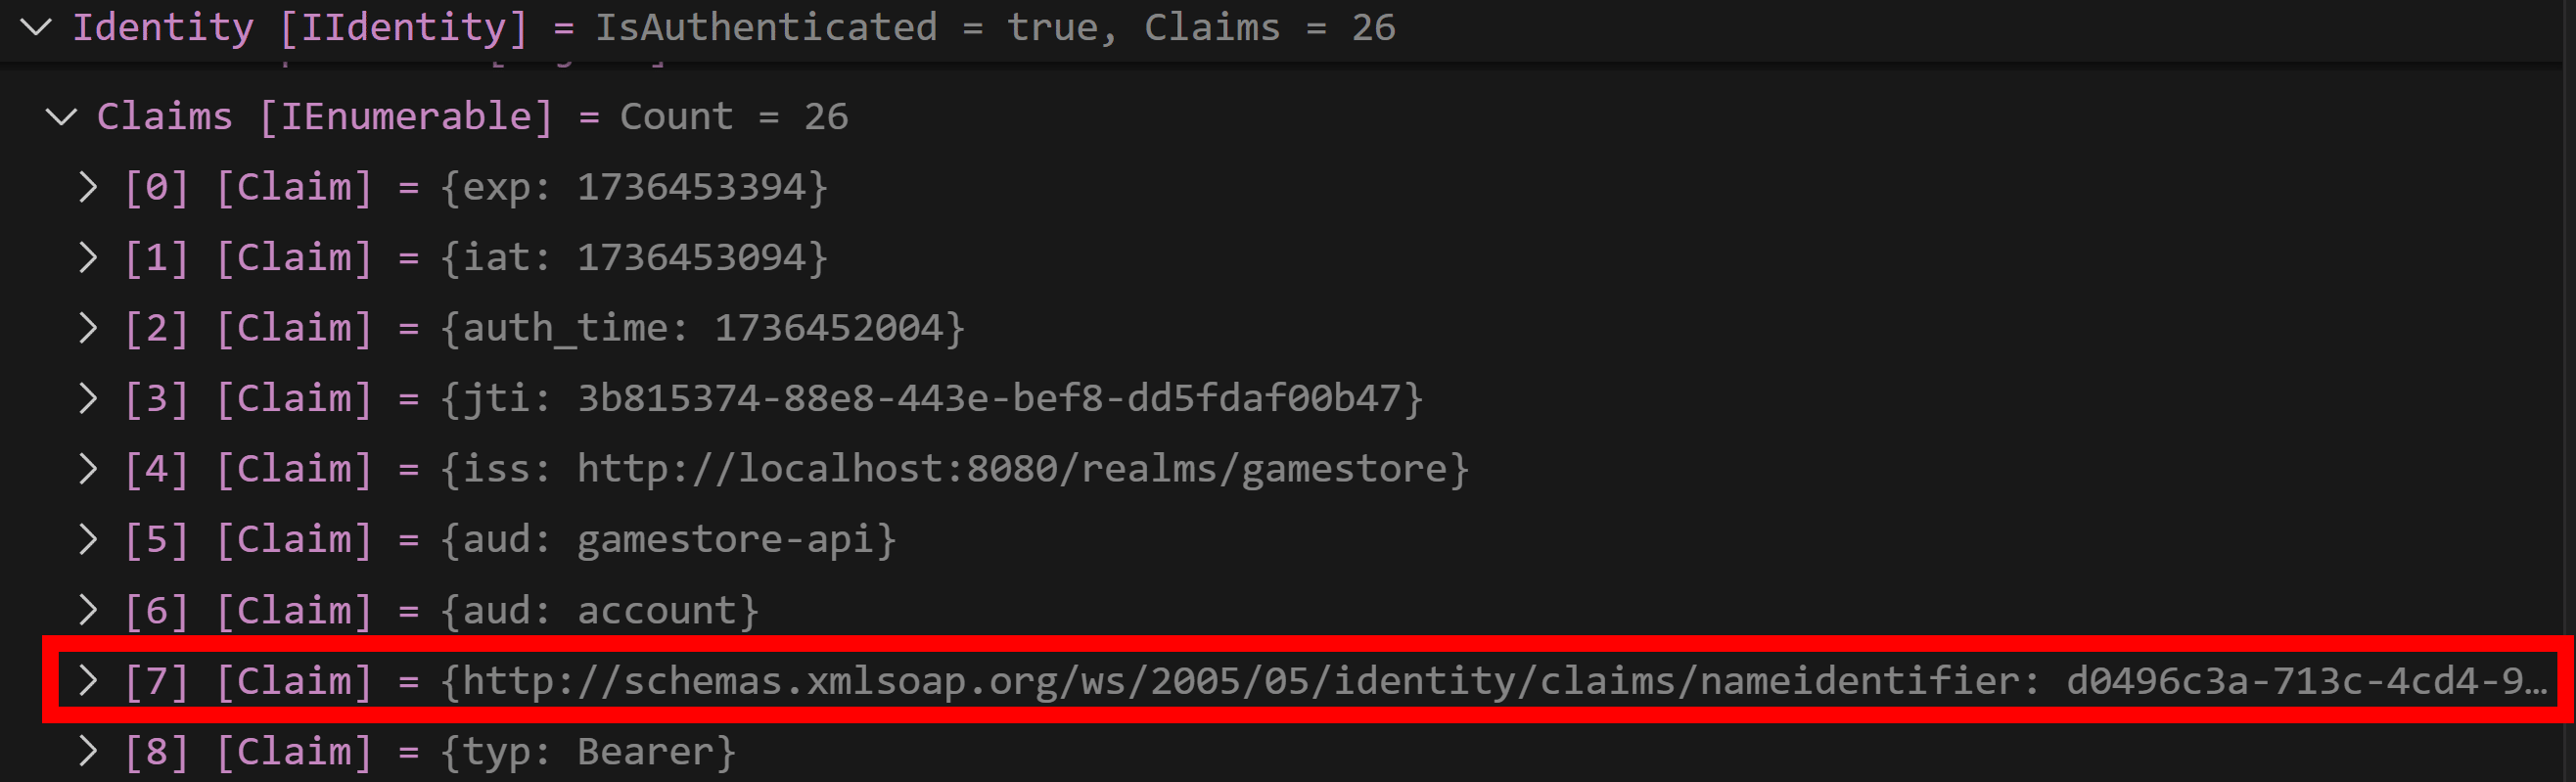 Identity [IIdentity] = IsAuthenticated = true, Claims = 26
Claims [IEnumerable] = Count = 26
[0] [Claim] = {exp: 1736453394}
[1] [Claim] = {iat: 1736453094}
[2] [Claim] = {auth_time: 1736452004}
[3] [Claim] = {jti: 3b815374-88e8-443e-bef8-dd5fdaf00b47}
[4] [Claim] = {iss: http://localhost:8080/realms/gamestore}
[5] [Claim] = {aud: gamestore-api}
[6] [Claim] = {aud: account}
[7] [Claim] = {http://schemas.xmlsoap.org/ws/2005/05/identity/claims/nameidentifier: d0496c3a-713c-4cd4-9…
[8] [Claim] = {typ: Bearer}